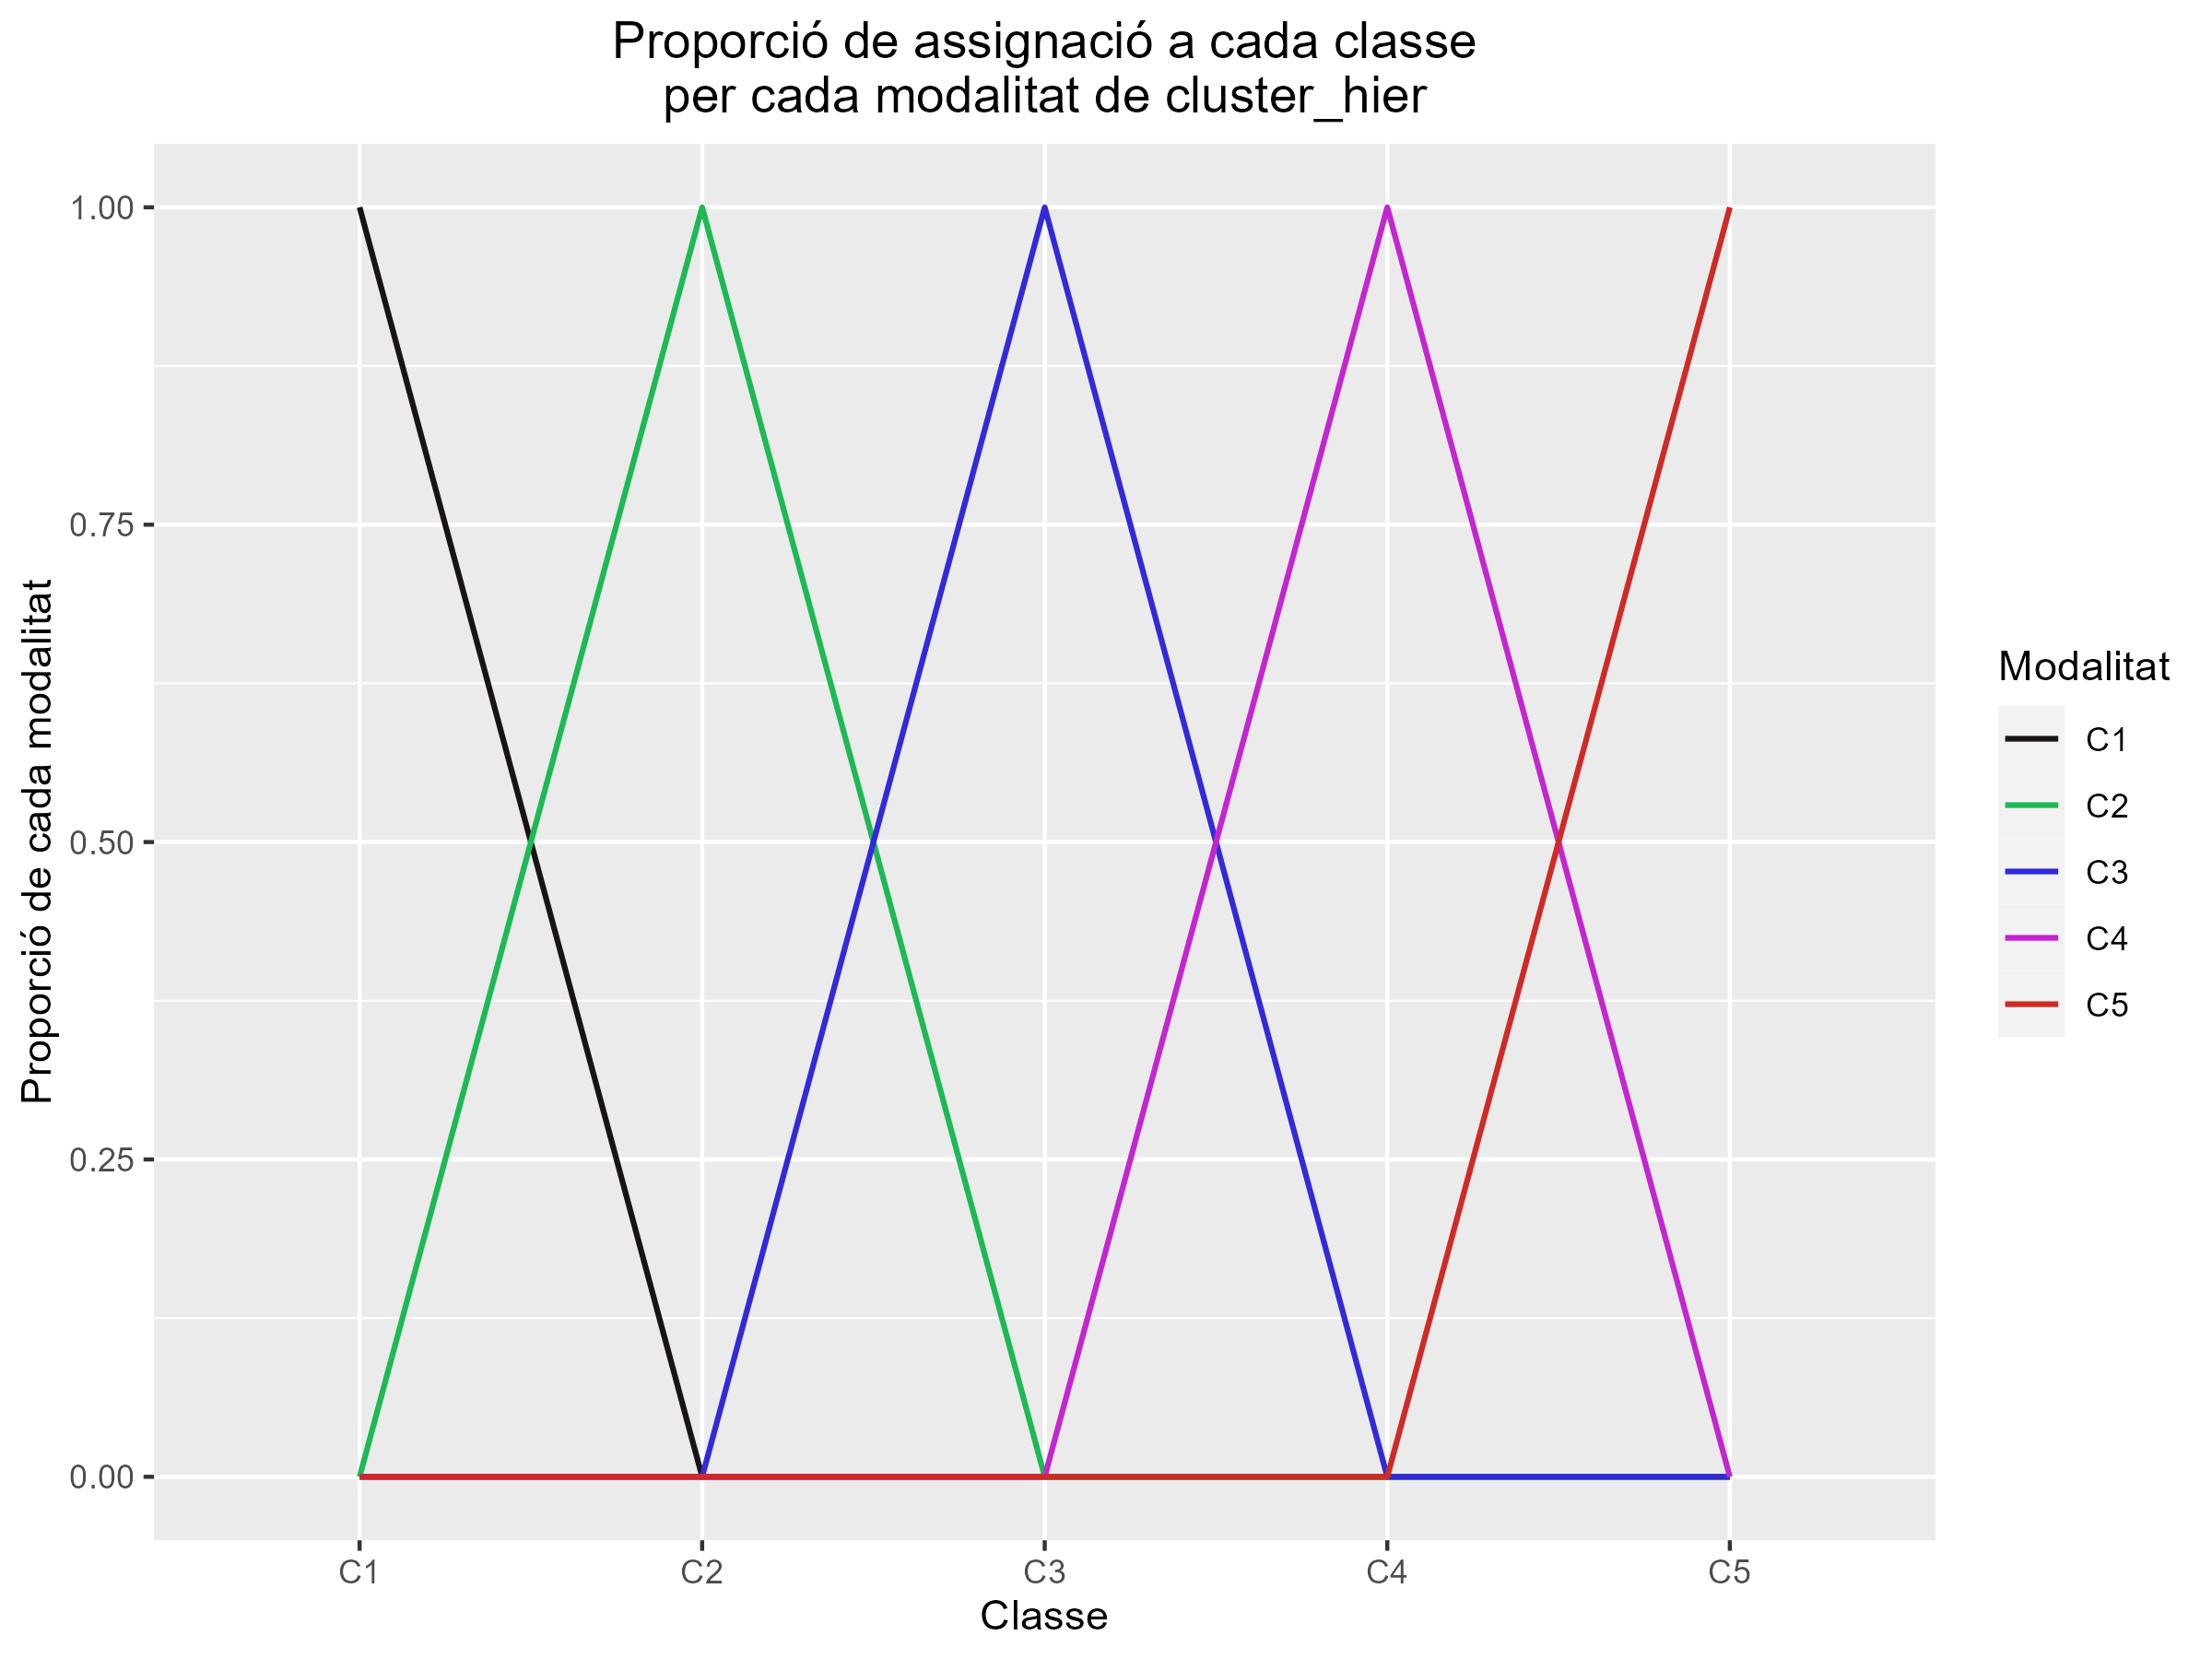 Proporció de assignació a cada classe
per cada modalitat de cluster_hier
Proporció de cada modalitat
1.00
0.75
0.50
0.25
0.00
C1
C2
C3
C4
C5
Classe
Modalitat
C1
C2
C3
C4
C5